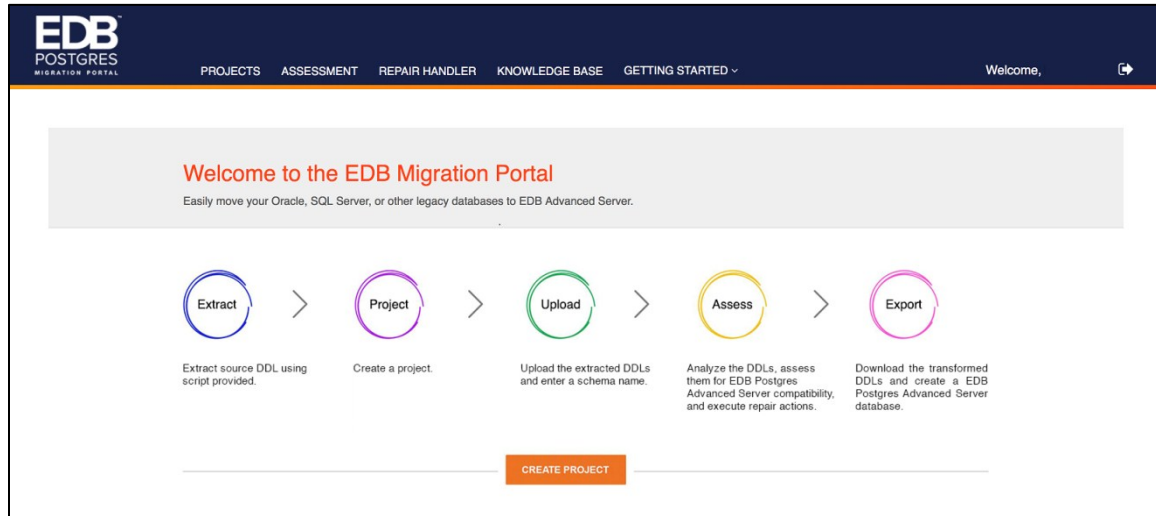 EDB™
POSTGRES
MIGRATION PORTAL
PROJECTS ASSESSMENT REPAIR HANDLER KNOWLEDGE BASE GETTING STARTED Welcome,
Welcome to the EDB Migration Portal
Easily move your Oracle, SQL Server, or other legacy databases to EDB Advanced Server.
Extract
Extract source DDL using
script provided.
Project
Create a project.
Upload
Upload the extracted DDLs
and enter a schema name.
Assess
Analyze the DDLs, assess
them for EDB Postgres
Advanced Server compatibility,
and execute repair actions.
Export
Download the transformed
DDLs and create a EDB
Postgres Advanced Server
database.
CREATE PROJECT